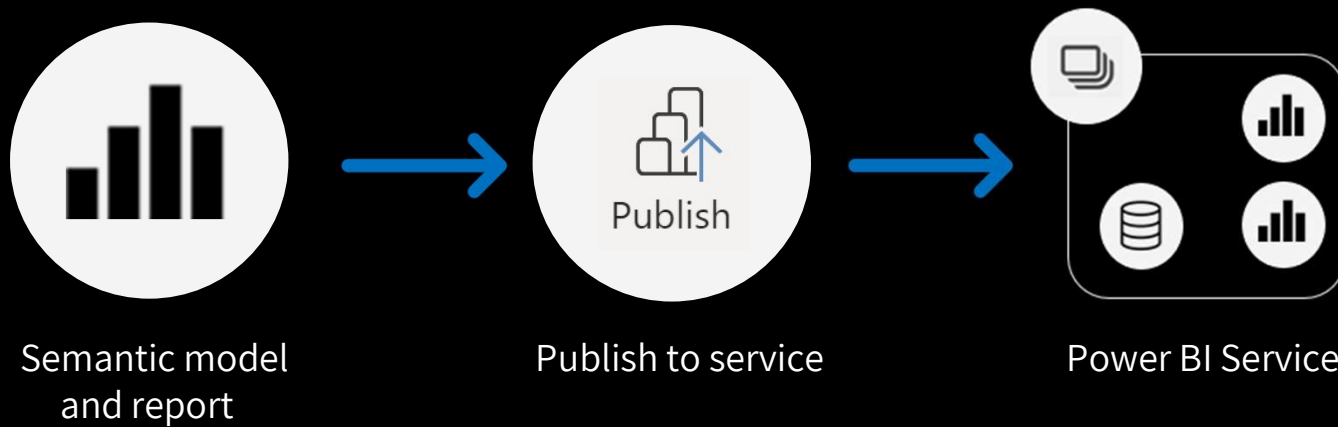 Publish
Semantic model
and report
Publish to service
Power BI Service